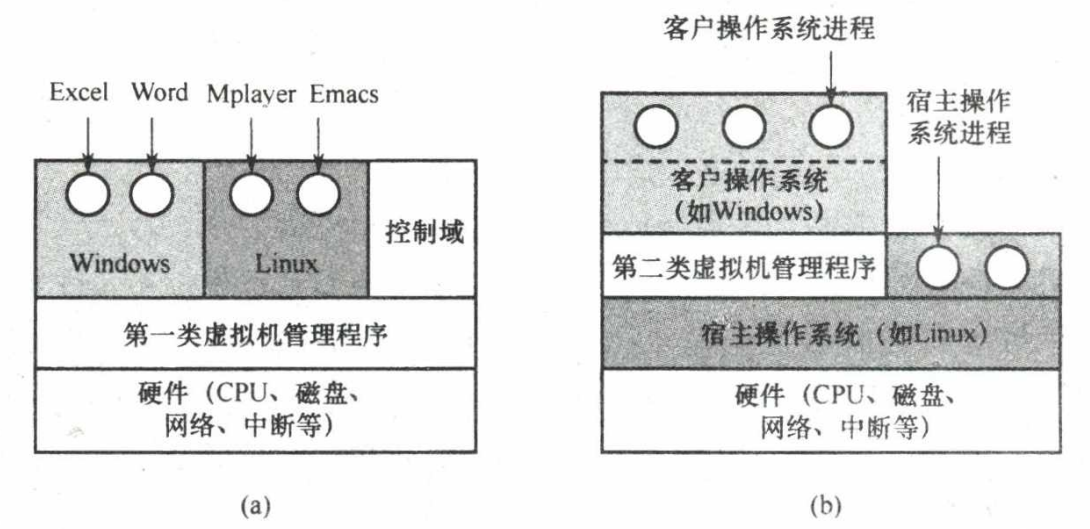 Excel Word Mplayer Emacs
Windows
Linux
控制域
第一类虚拟机管理程序
硬件（CPU、磁盘、
网络、中断等）
(a)
客户操作系统进程
宿主操作
系统进程
客户操作系统
（如Windows）
第二类虚拟机管理程序
宿主操作系统（如Linux）
硬件（CPU、磁盘、
网络、中断等）
(b)